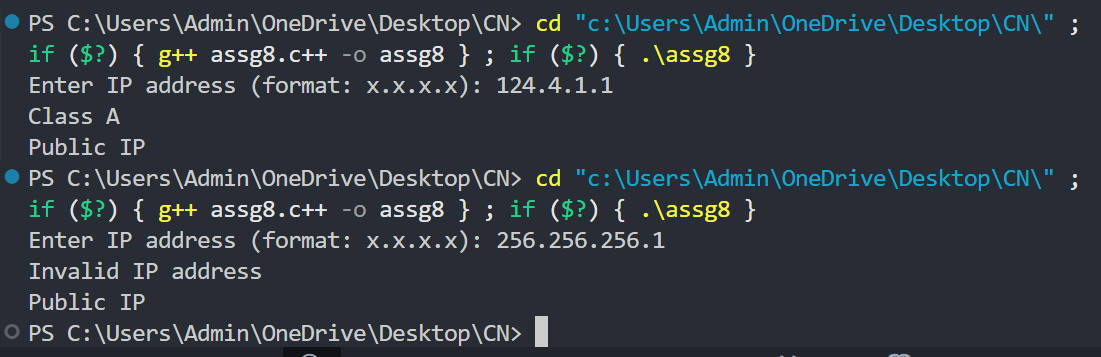 PS C:\Users\Admin\OneDrive\Desktop\CN> cd "c:\Users\Admin\OneDrive\Desktop\CN\" ;
if ($?) { g++ assg8.c++ -o assg8 } ; if ($?) { .\assg8 }
Enter IP address (format: x.x.x.x): 124.4.1.1
Class A
Public IP
PS C:\Users\Admin\OneDrive\Desktop\CN> cd "c:\Users\Admin\OneDrive\Desktop\CN\" ;
if ($?) { g++ assg8.c++ -o assg8 } ; if ($?) { .\assg8 }
Enter IP address (format: x.x.x.x): 256.256.256.1
Invalid IP address
Public IP
PS C:\Users\Admin\OneDrive\Desktop\CN>